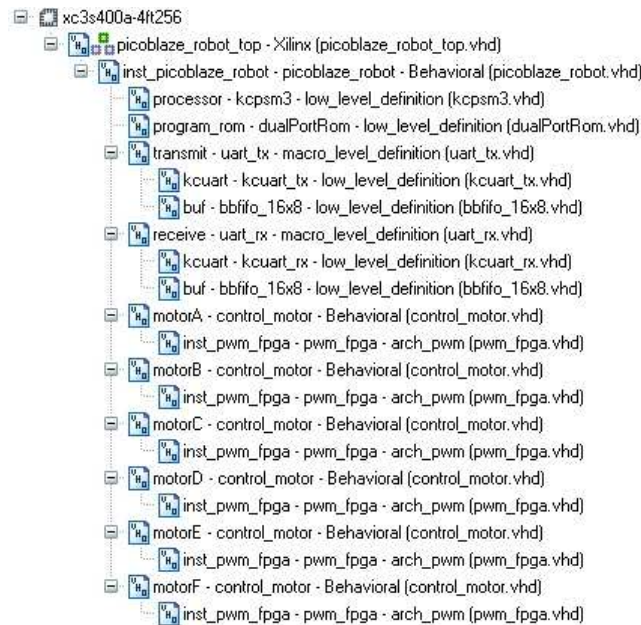 xc3s400a-4ft256
picoblaze_robot_top - Xilinx (picoblaze_robot_top.vhd)
inst_picoblaze_robot - picoblaze_robot - Behavioral (picoblaze_robot.vhd)
processor - kcpsm3 - low_level_definition (kcpsm3.vhd)
program_rom - dualPortRom - low_level_definition (dualPortRom.vhd)
transmit - uart_tx - macro_level_definition (uart_tx.vhd)
kcuart - kcuart_tx - low_level_definition (kcuart_tx.vhd)
buf - bbfifo_16x8 - low_level_definition (bbfifo_16x8.vhd)
receive - uart_rx - macro_level_definition (uart_rx.vhd)
kcuart - kcuart_rx - low_level_definition (kcuart_rx.vhd)
buf - bbfifo_16x8 - low_level_definition (bbfifo_16x8.vhd)
motorA - control_motor - Behavioral (control_motor.vhd)
inst_pwm_fpga - pwm_fpga - arch_pwm (pwm_fpga.vhd)
motorB - control_motor - Behavioral (control_motor.vhd)
inst_pwm_fpga - pwm_fpga - arch_pwm (pwm_fpga.vhd)
motorC - control_motor - Behavioral (control_motor.vhd)
inst_pwm_fpga - pwm_fpga - arch_pwm (pwm_fpga.vhd)
motorD - control_motor - Behavioral (control_motor.vhd)
inst_pwm_fpga - pwm_fpga - arch_pwm (pwm_fpga.vhd)
motorE - control_motor - Behavioral (control_motor.vhd)
inst_pwm_fpga - pwm_fpga - arch_pwm (pwm_fpga.vhd)
motorF - control_motor - Behavioral (control_motor.vhd)
inst_pwm_fpga - pwm_fpga - arch_pwm (pwm_fpga.vhd)